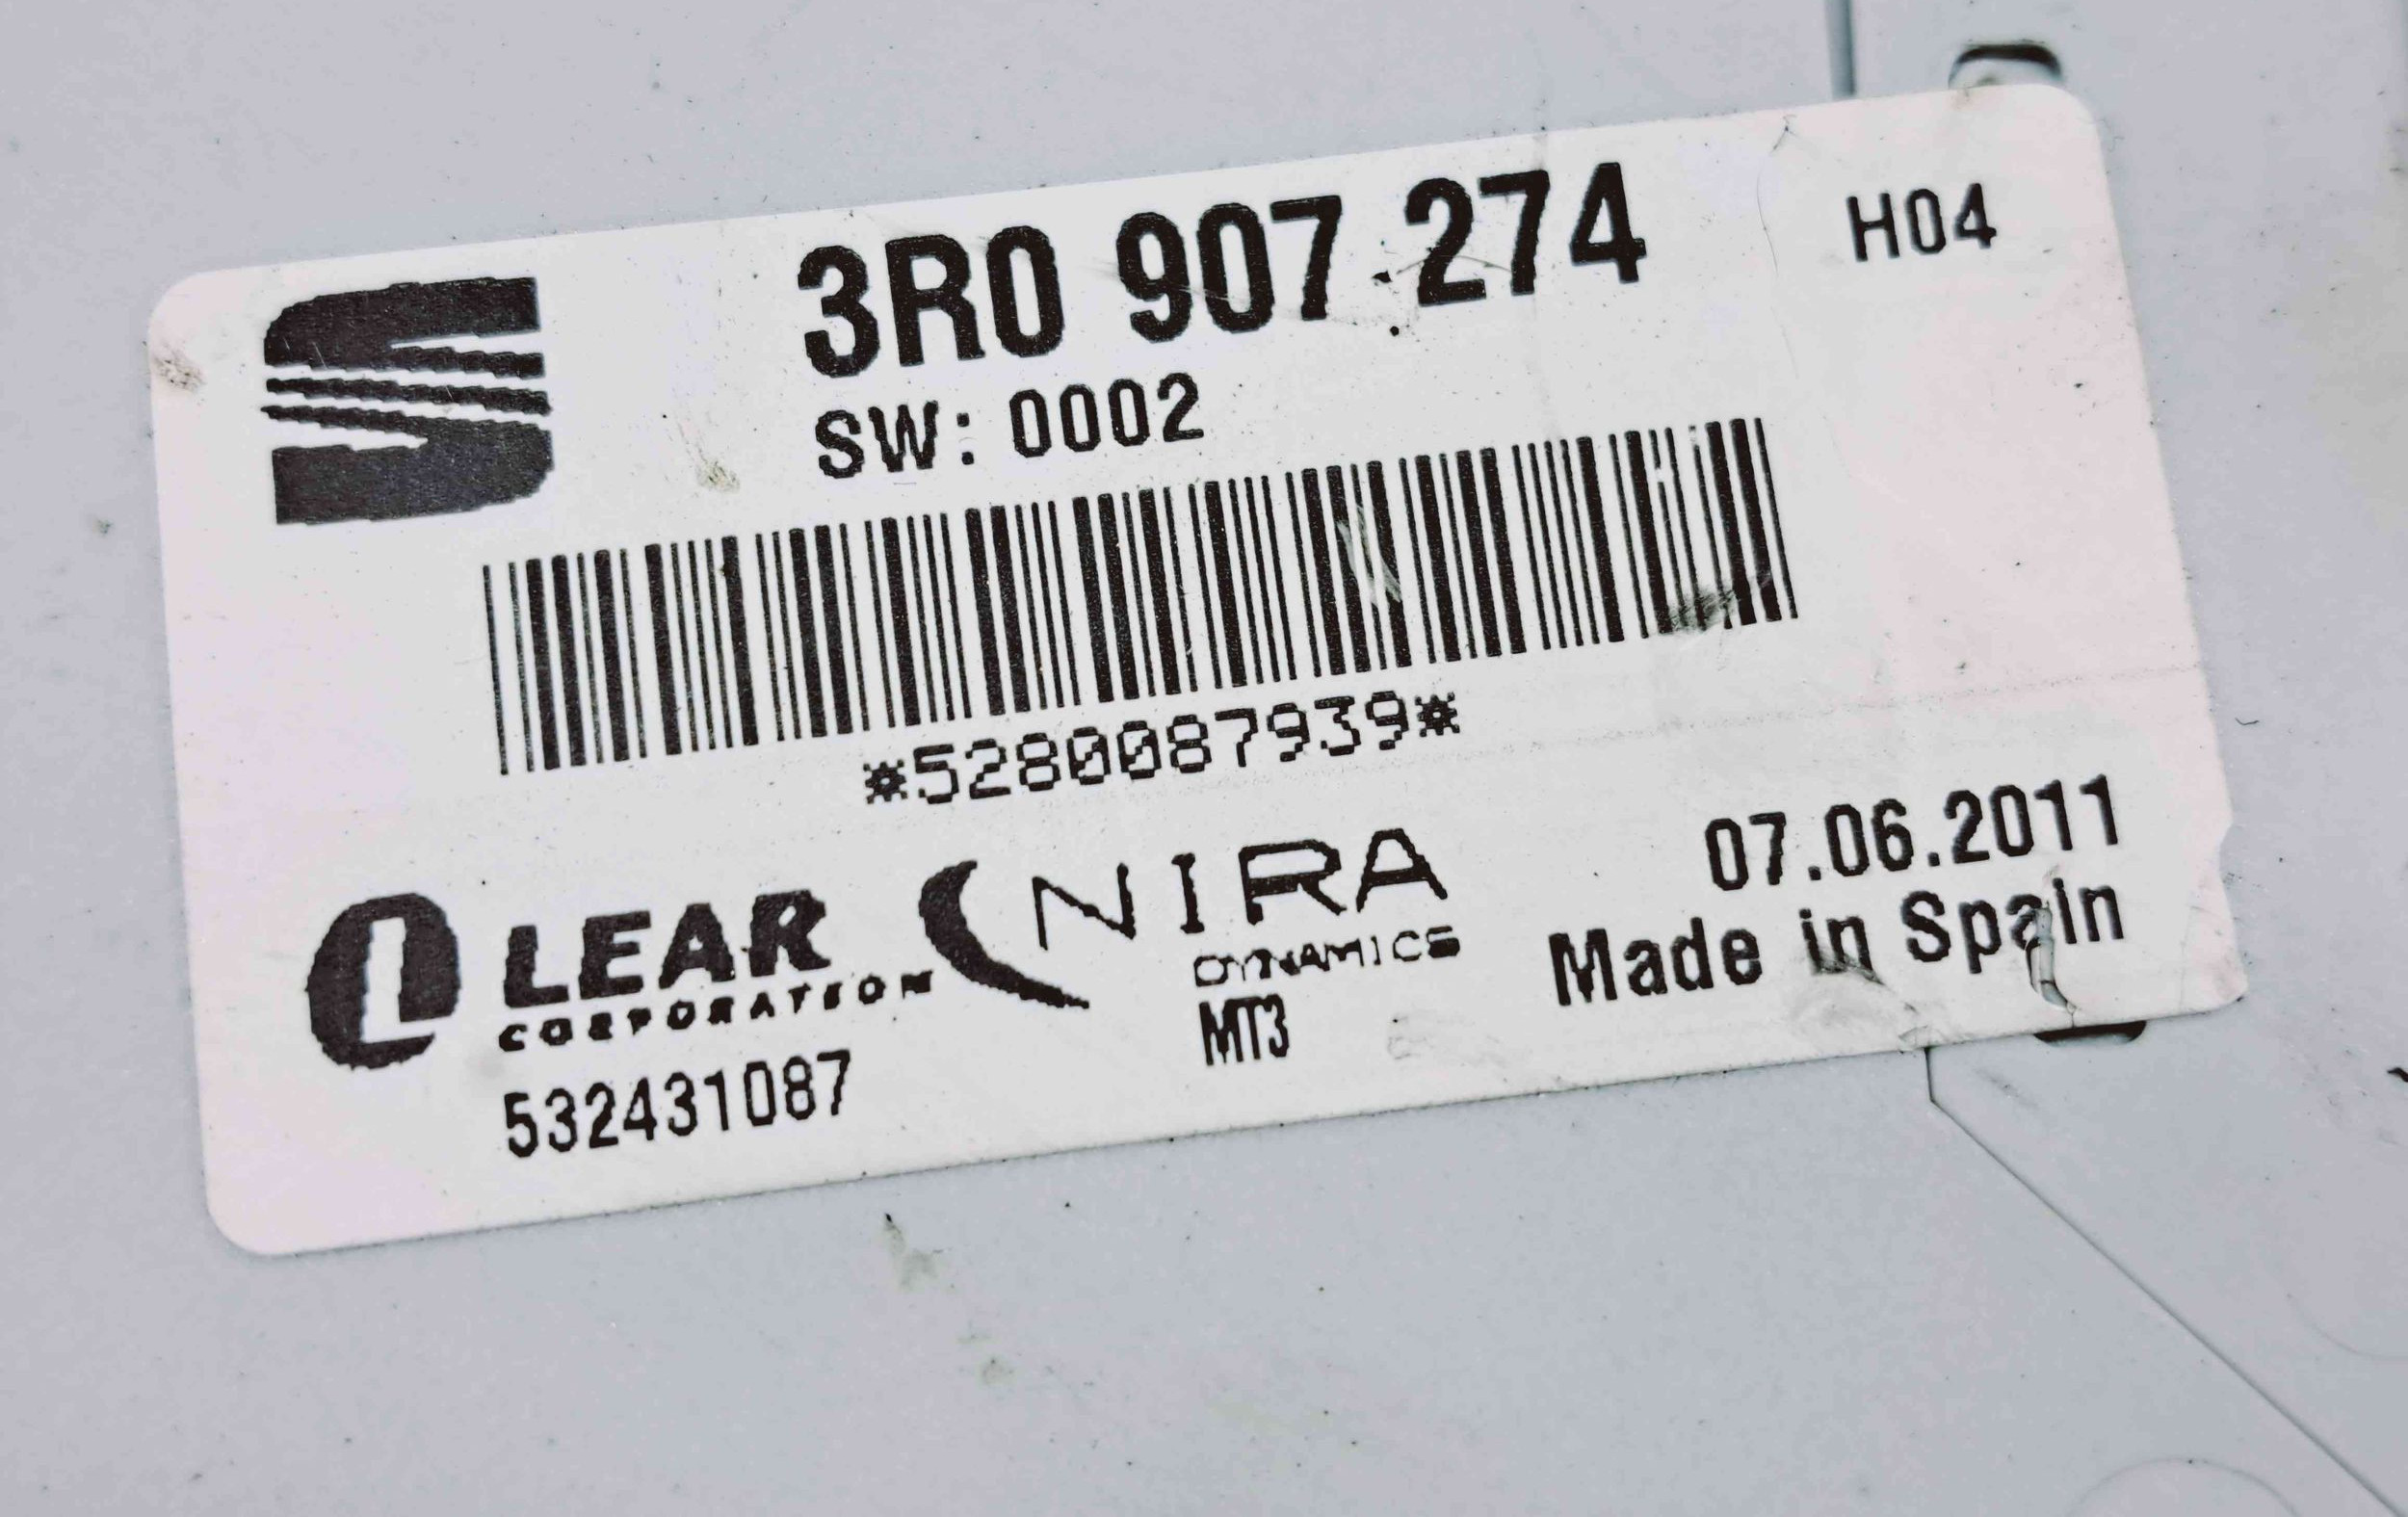 3R0 907 274
H04
SW: 0002
*5280087939*
LEAR
CORPORATION
NIRA
DYNAMICS
MT3
07.06.2011
Made in Spain
532431087